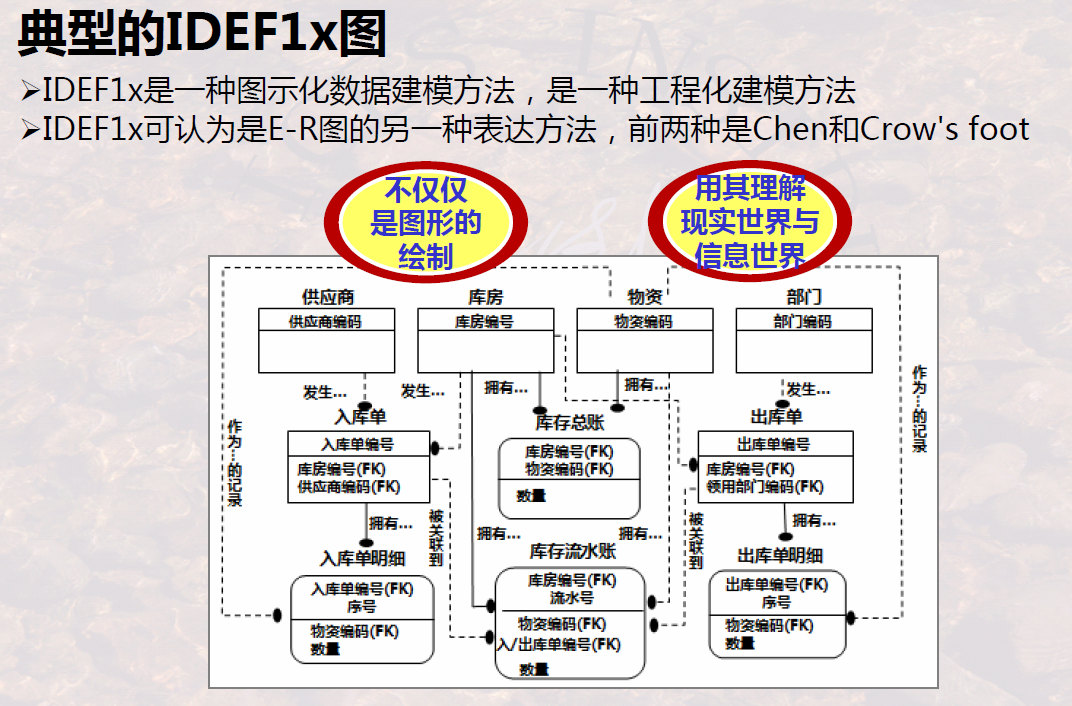 典型的IDEF1x图
➢IDEF1x是一种图示化数据建模方法，是一种工程化建模方法
➢IDEF1x可认为是E-R图的另一种表达方法，前两种是Chen和Crow's foot
不仅仅
是图形的
绘制
用其理解
现实世界与
信息世界
供应商
供应商编码
库房
库房编号
物资
物资编码
部门
部门编码
发生...
发生...
拥有...
拥有...
发生...
作为...的记录
作为...的记录
入库单
入库单编号
库房编号(FK)
供应商编码(FK)
库存总账
库房编号(FK)
物资编码(FK)
数量
出库单
出库单编号
库房编号(FK)
领用部门编码(FK)
拥有...
被关联到
拥有...
拥有...
被关联到
拥有...
入库单明细
入库单编号(FK)
序号
物资编码(FK)
数量
库存流水账
库房编号(FK)
流水号
物资编码(FK)
入/出库单编号(FK)
数量
出库单明细
出库单编号(FK)
序号
物资编码(FK)
数量